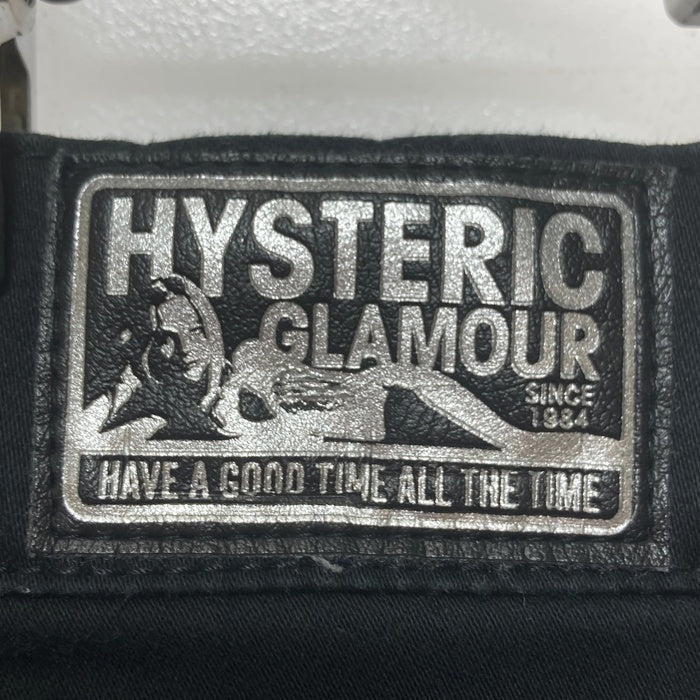 HYSTERIC
GLAMOUR
SINCE
1984
HAVE A GOOD TIME ALL THE TIME